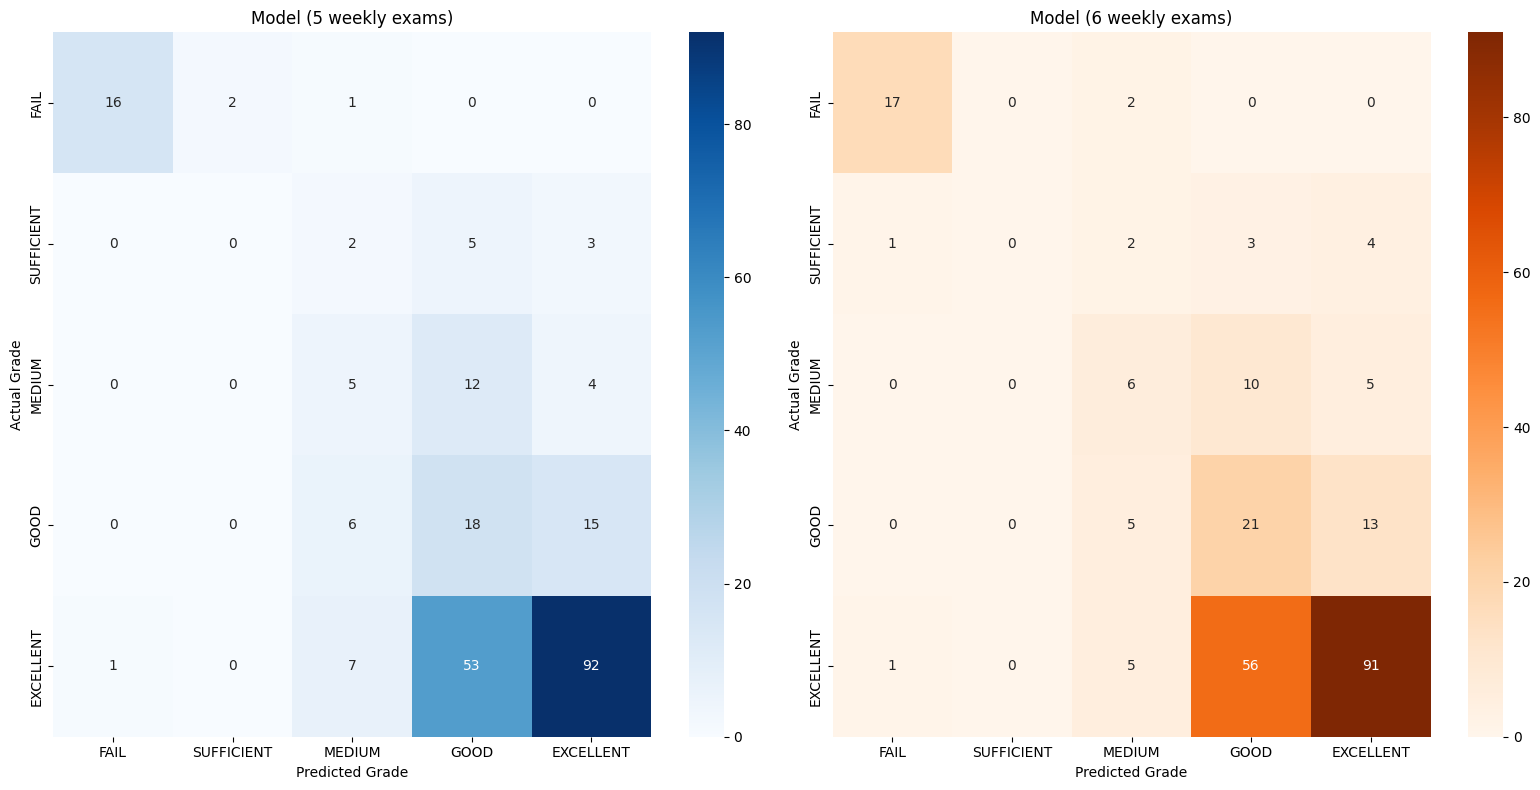 Model (5 weekly exams)
Actual Grade
FAIL
SUFFICIENT
MEDIUM
GOOD
EXCELLENT
16 2 1 0 0
0 0 2 5 3
0 0 5 12 4
0 0 6 18 15
1 0 7 53 92
FAIL SUFFICIENT MEDIUM GOOD EXCELLENT
Predicted Grade
80
60
40
20
0
Model (6 weekly exams)
Actual Grade
FAIL
SUFFICIENT
MEDIUM
GOOD
EXCELLENT
17 0 2 0 0
1 0 2 3 4
0 0 6 10 5
0 0 5 21 13
1 0 5 56 91
FAIL SUFFICIENT MEDIUM GOOD EXCELLENT
Predicted Grade
80
60
40
20
0